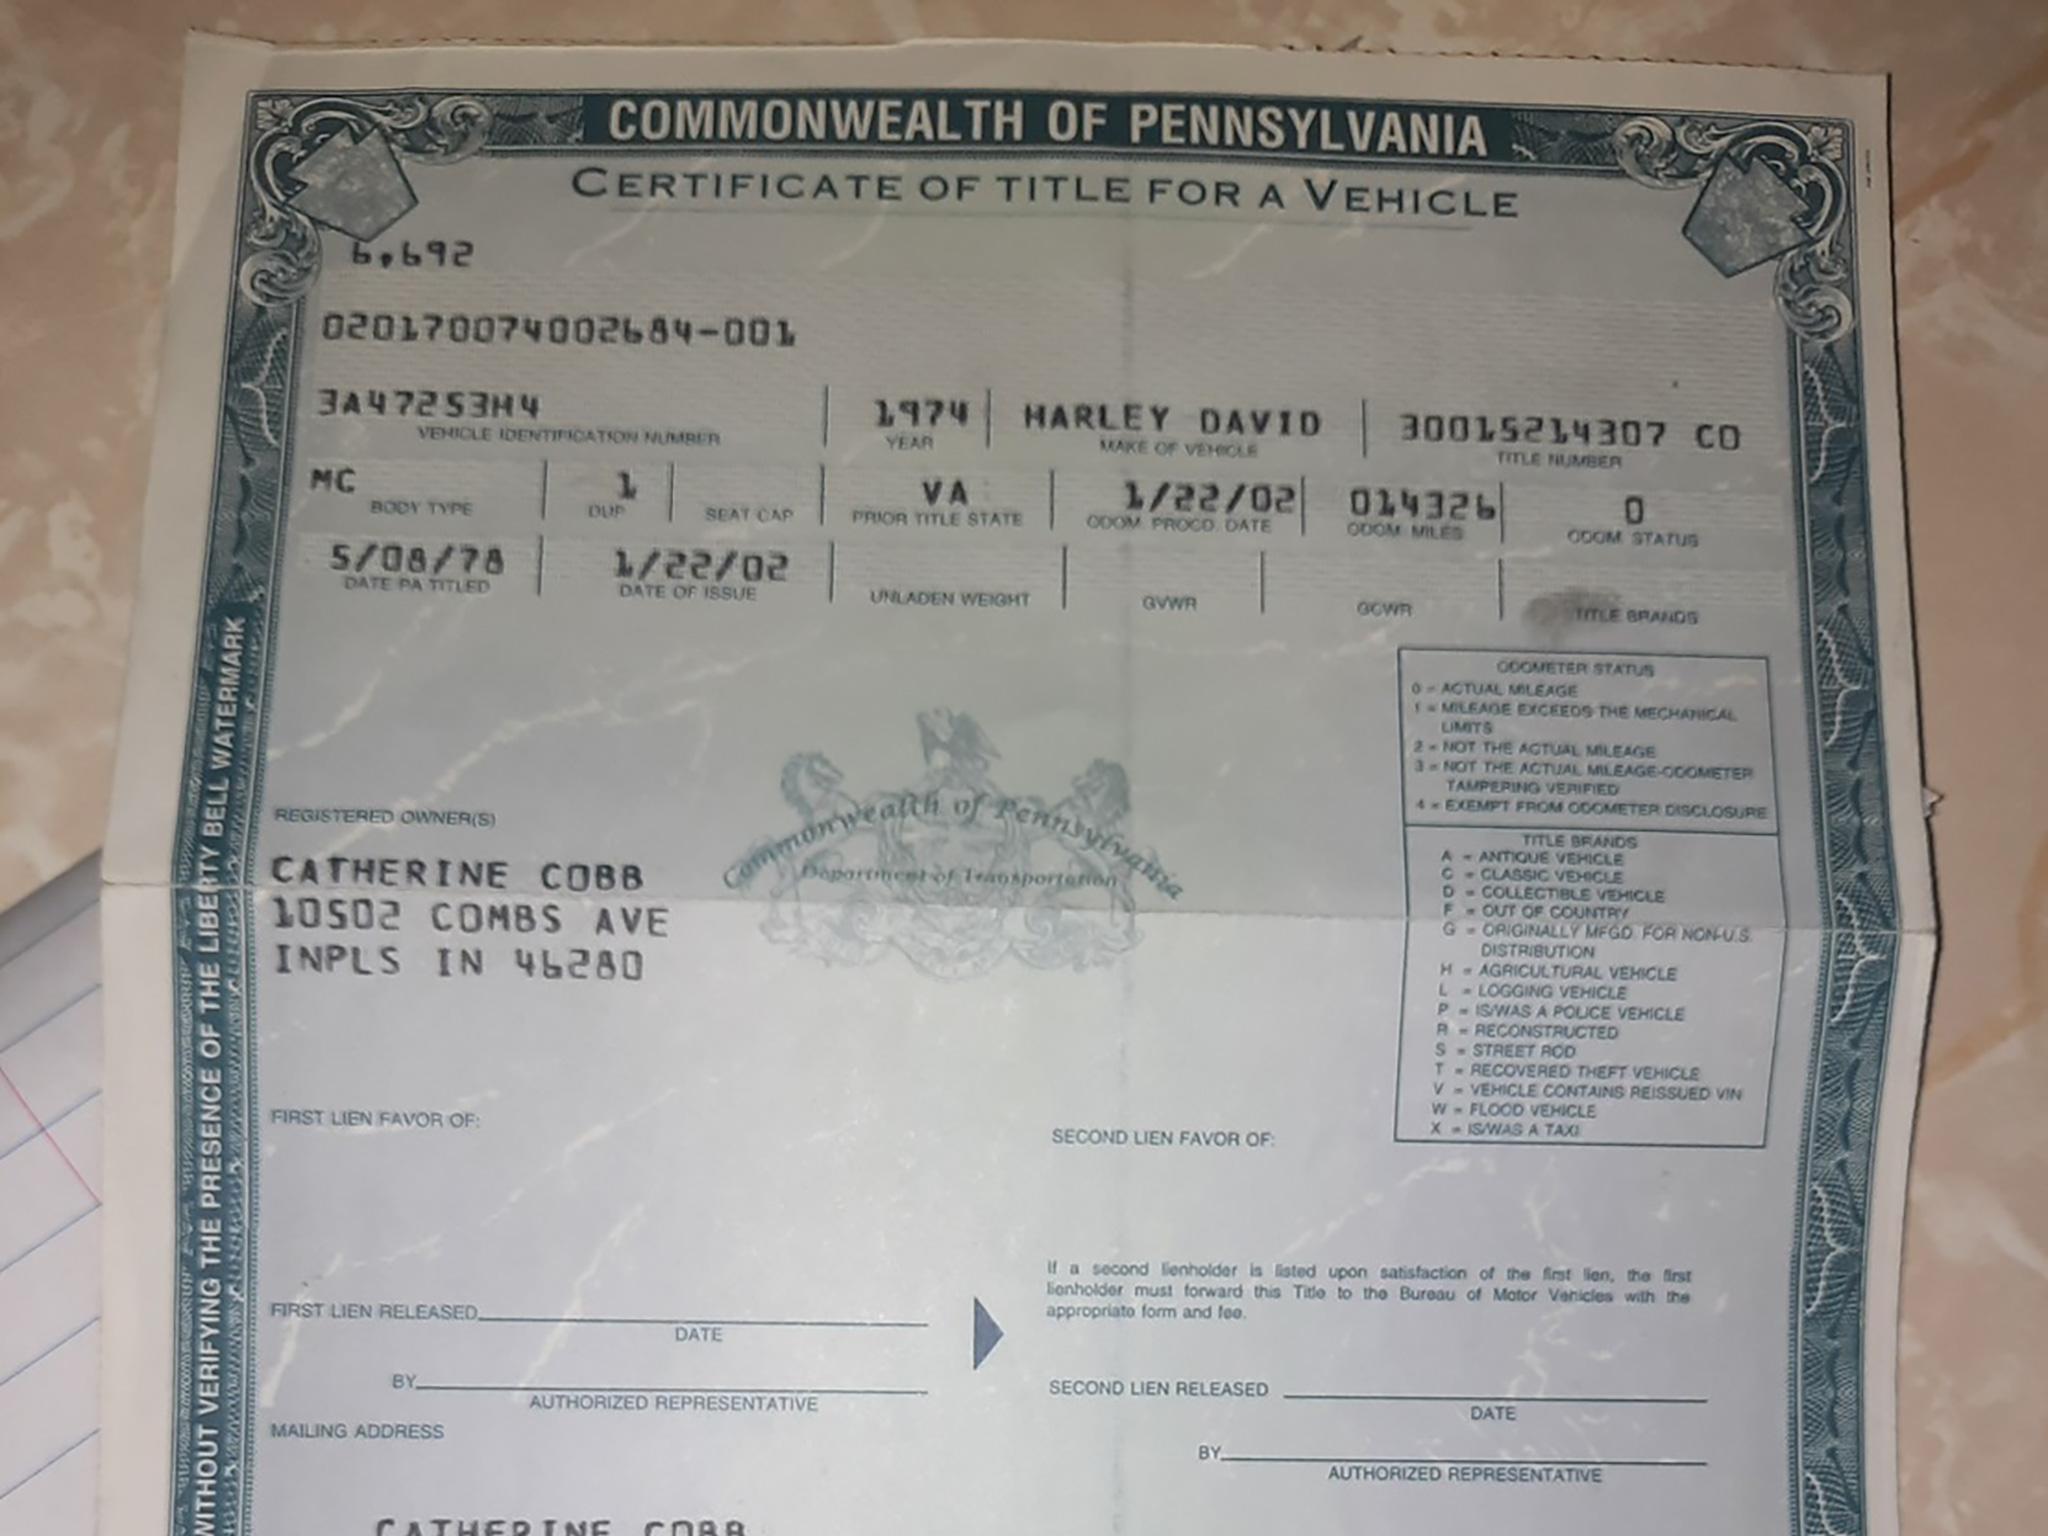 COMMONWEALTH OF PENNSYLVANIA
CERTIFICATE OF TITLE FOR A VEHICLE
6,692
020170074002684-001
3A47253H4 1974 HARLEY DAVID 30015214307 CO
VEHICLE IDENTIFICATION NUMBER YEAR MAKE OF VEHICLE TITLE NUMBER
MC 1 VA 1/22/02 014326 0
BODY TYPE DUP SEAT CAP PRIOR TITLE STATE ODOM. PROCD. DATE ODOM. MILES ODOM. STATUS
5/08/78 1/22/02
DATE PA TITLED DATE OF ISSUE UNLADEN WEIGHT GVWR GCWR TITLE BRANDS
ODOMETER STATUS
0 = ACTUAL MILEAGE
1 = MILEAGE EXCEEDS THE MECHANICAL
LIMITS
2 = NOT THE ACTUAL MILEAGE
3 = NOT THE ACTUAL MILEAGE-ODOMETER
TAMPERING VERIFIED
4 = EXEMPT FROM ODOMETER DISCLOSURE
TITLE BRANDS
A = ANTIQUE VEHICLE
C = CLASSIC VEHICLE
D = COLLECTIBLE VEHICLE
F = OUT OF COUNTRY
G = ORIGINALLY MFGD. FOR NON-U.S.
DISTRIBUTION
H = AGRICULTURAL VEHICLE
L = LOGGING VEHICLE
P = IS/WAS A POLICE VEHICLE
R = RECONSTRUCTED
S = STREET ROD
T = RECOVERED THEFT VEHICLE
V = VEHICLE CONTAINS REISSUED VIN
W = FLOOD VEHICLE
X = IS/WAS A TAXI
Commonwealth of Pennsylvania
Department of Transportation
REGISTERED OWNER(S)
CATHERINE COBB
10502 COMBS AVE
INPLS IN 46280
FIRST LIEN FAVOR OF:
SECOND LIEN FAVOR OF:
If a second lienholder is listed upon satisfaction of the first lien, the first
lienholder must forward this Title to the Bureau of Motor Vehicles with the
appropriate form and fee.
FIRST LIEN RELEASED
DATE
BY
AUTHORIZED REPRESENTATIVE
SECOND LIEN RELEASED
DATE
BY
AUTHORIZED REPRESENTATIVE
MAILING ADDRESS
CATHERINE COBB
WITHOUT VERIFYING THE PRESENCE OF THE LIBERTY BELL WATERMARK